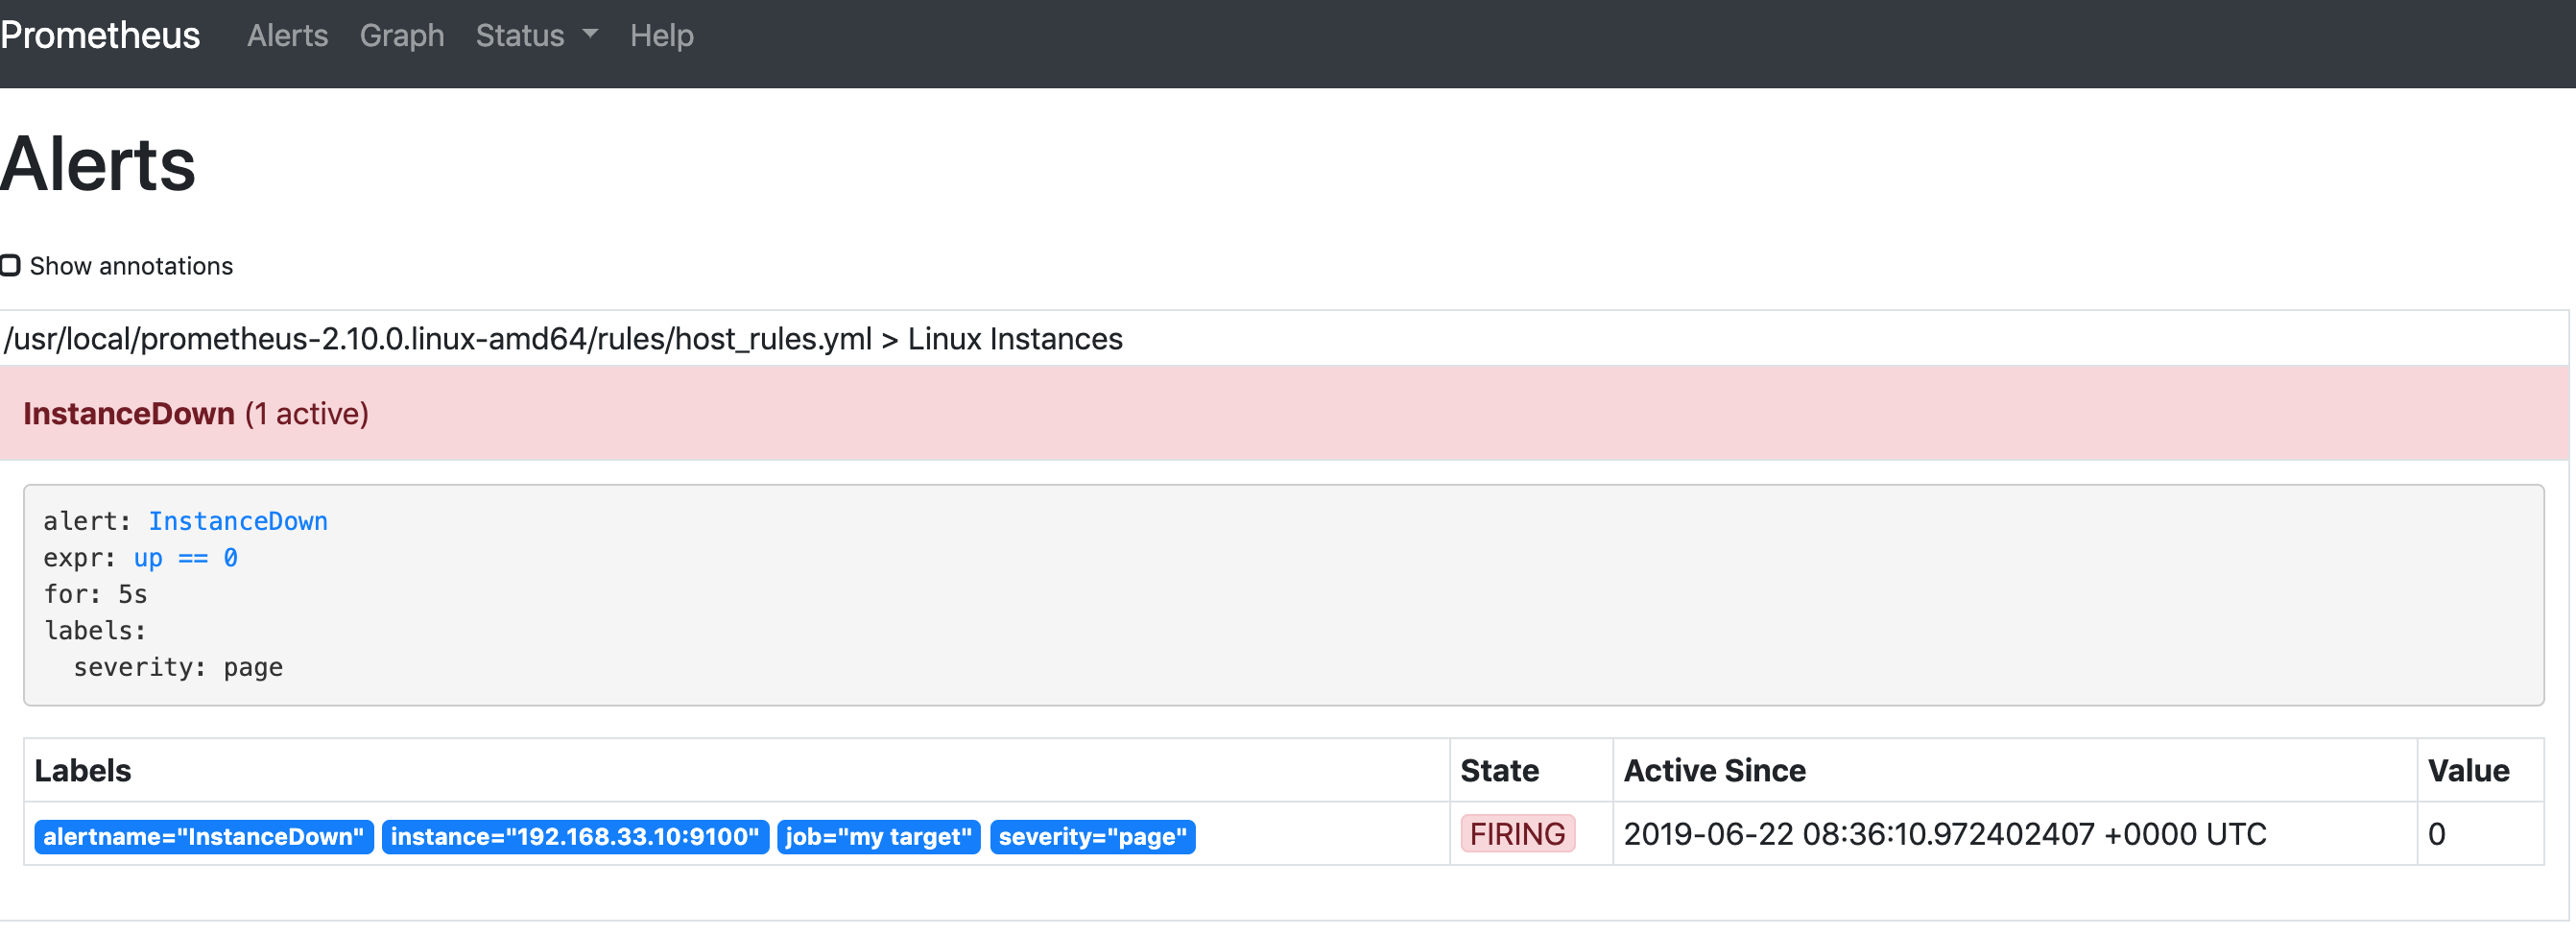 Prometheus Alerts Graph Status Help
Alerts
Show annotations
/usr/local/prometheus-2.10.0.linux-amd64/rules/host_rules.yml > Linux Instances
InstanceDown (1 active)
alert: InstanceDown
expr: up == 0
for: 5s
labels:
  severity: page
Labels State Active Since Value
alertname="InstanceDown" instance="192.168.33.10:9100" job="my target" severity="page" FIRING 2019-06-22 08:36:10.972402407 +0000 UTC 0